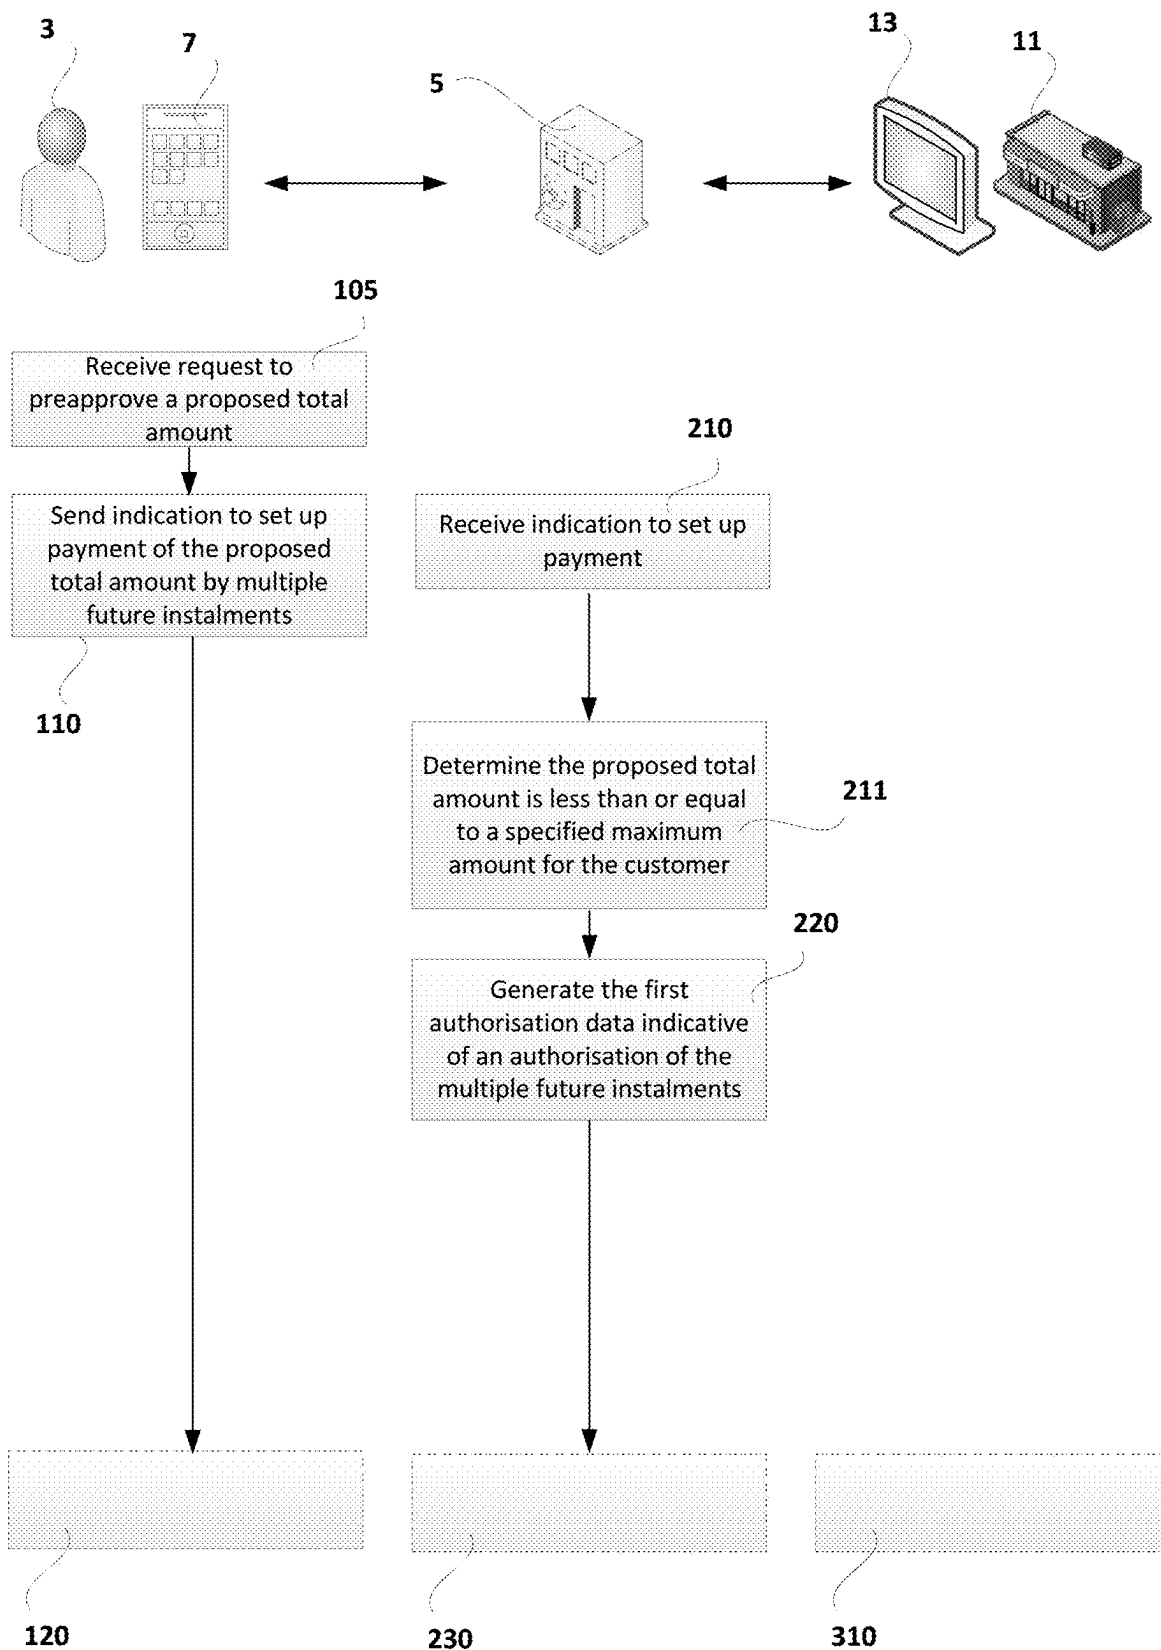 3
7
5
13
11
105
Receive request to
preapprove a proposed total
amount
210
Send indication to set up
payment of the proposed
total amount by multiple
future instalments
Receive indication to set up
payment
110
Determine the proposed total
amount is less than or equal
to a specified maximum
amount for the customer
211
220
Generate the first
authorisation data indicative
of an authorisation of the
multiple future instalments
120
230
310